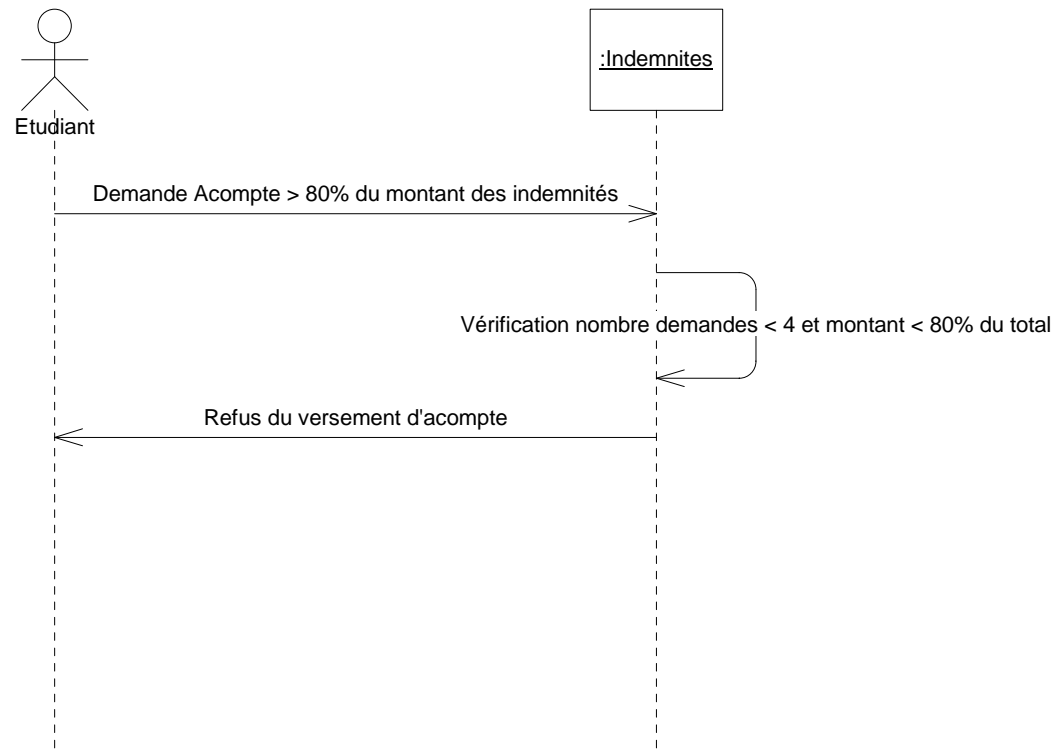 :Indemnites
Etudiant
Demande Acompte > 80% du montant des indemnités
Vérification nombre demandes < 4 et montant < 80% du total
Refus du versement d'acompte